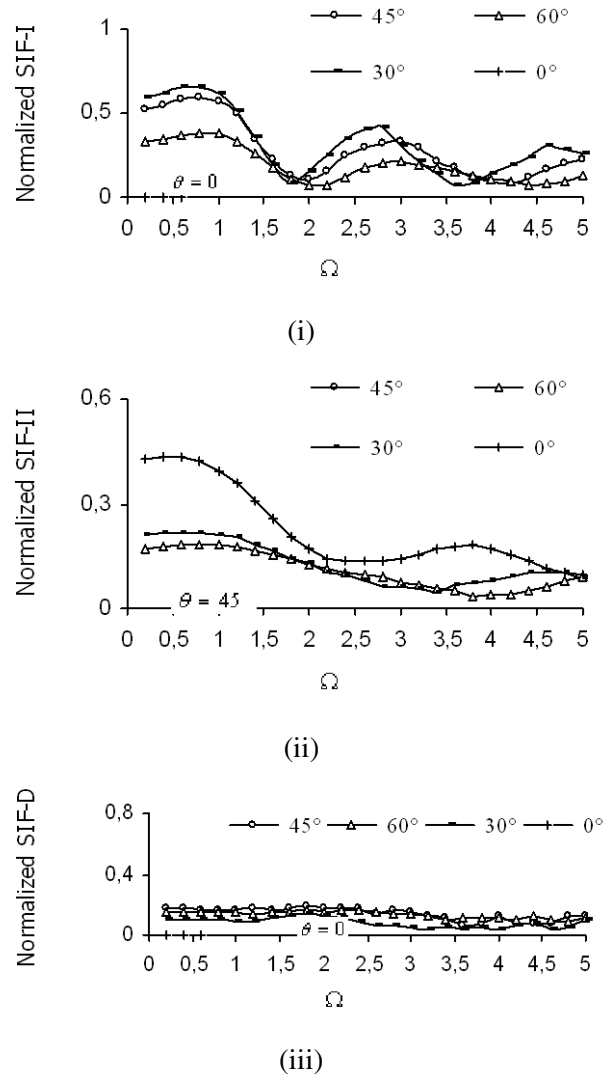 Normalized SIF-I
1
0,5
0
45°
60°
30°
0°
θ = 0
0 0,5 1 1,5 2 2,5 3 3,5 4 4,5 5
Ω
(i)
Normalized SIF-II
0,6
0,3
0
45°
60°
30°
0°
θ = 45
0 0,5 1 1,5 2 2,5 3 3,5 4 4,5 5
Ω
(ii)
Normalized SIF-D
0,8
0,4
0
45° 60° 30° 0°
θ = 0
0 0,5 1 1,5 2 2,5 3 3,5 4 4,5 5
Ω
(iii)